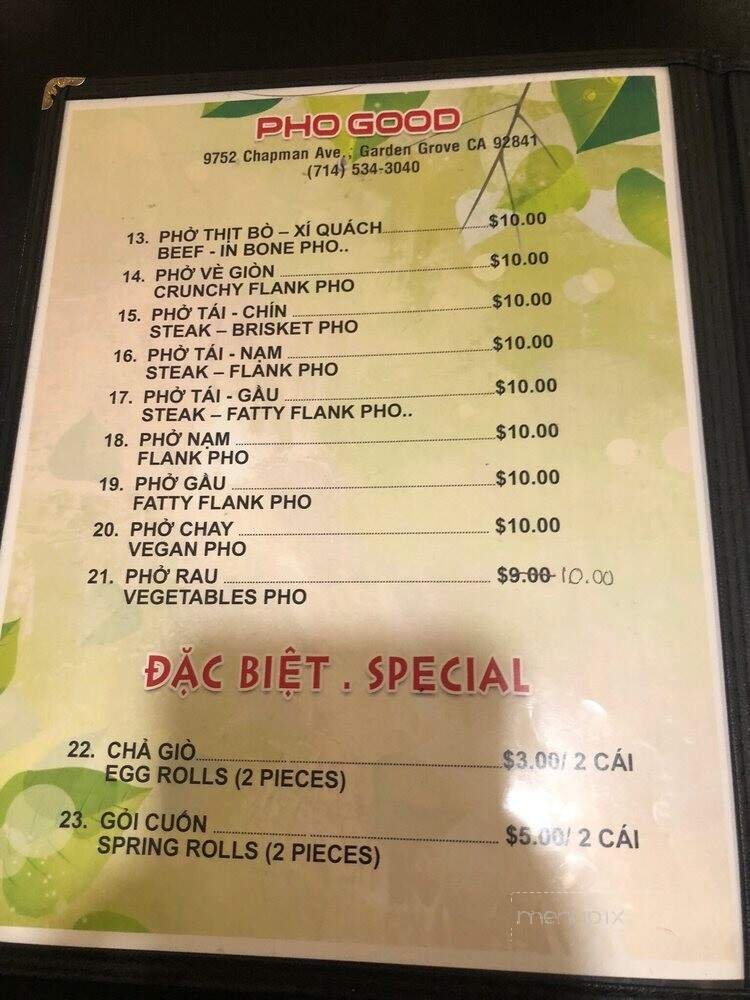 PHO GOOD
9752 Chapman Ave., Garden Grove CA 92841
(714) 534-3040
13. PHỞ THỊT BÒ – XÍ QUÁCH $10.00
BEEF - IN BONE PHO..
14. PHỞ VÈ GIÒN $10.00
CRUNCHY FLANK PHO
15. PHỞ TÁI - CHÍN $10.00
STEAK – BRISKET PHO
16. PHỞ TÁI - NẠM $10.00
STEAK – FLANK PHO
17. PHỞ TÁI - GẦU $10.00
STEAK – FATTY FLANK PHO..
18. PHỞ NẠM $10.00
FLANK PHO
19. PHỞ GẦU $10.00
FATTY FLANK PHO
20. PHỞ CHAY $10.00
VEGAN PHO
21. PHỞ RAU $9.00 10.00
VEGETABLES PHO
ĐẶC BIỆT . SPECIAL
22. CHẢ GIÒ $3.00/ 2 CÁI
EGG ROLLS (2 PIECES)
23. GỎI CUỐN $5.00/ 2 CÁI
SPRING ROLLS (2 PIECES)
menupix